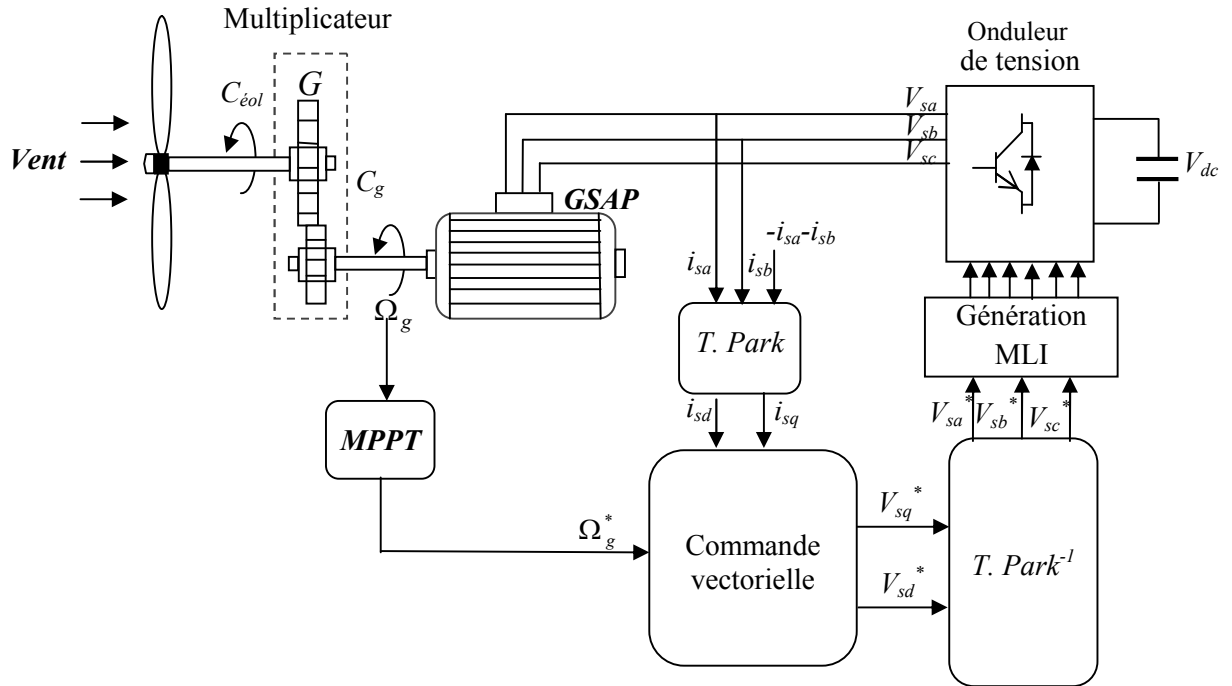 Multiplicateur
Onduleur
de tension
G
C_éol
V_sa
V_sb
V_sc
Vent
C_g
GSAP
V_dc
-i_sa-i_sb
i_sa
i_sb
Ω_g
T. Park
Génération
MLI
i_sd
i_sq
V_sa^* V_sb^* V_sc^*
MPPT
V_sq^*
Ω_g^*
Commande
vectorielle
T. Park^-1
V_sd^*